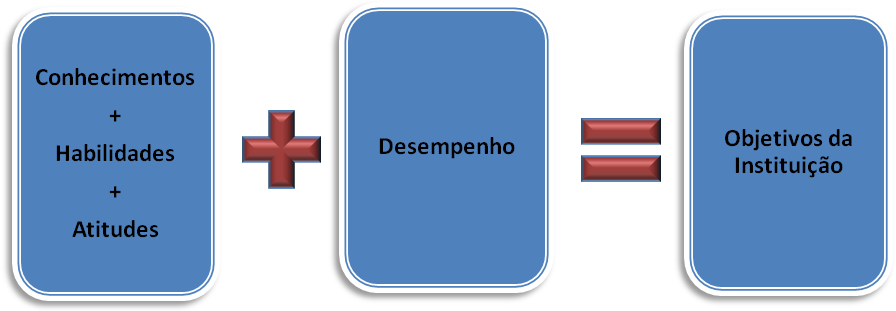 Conhecimentos
+
Habilidades
+
Atitudes
Desempenho
Objetivos da
Instituição